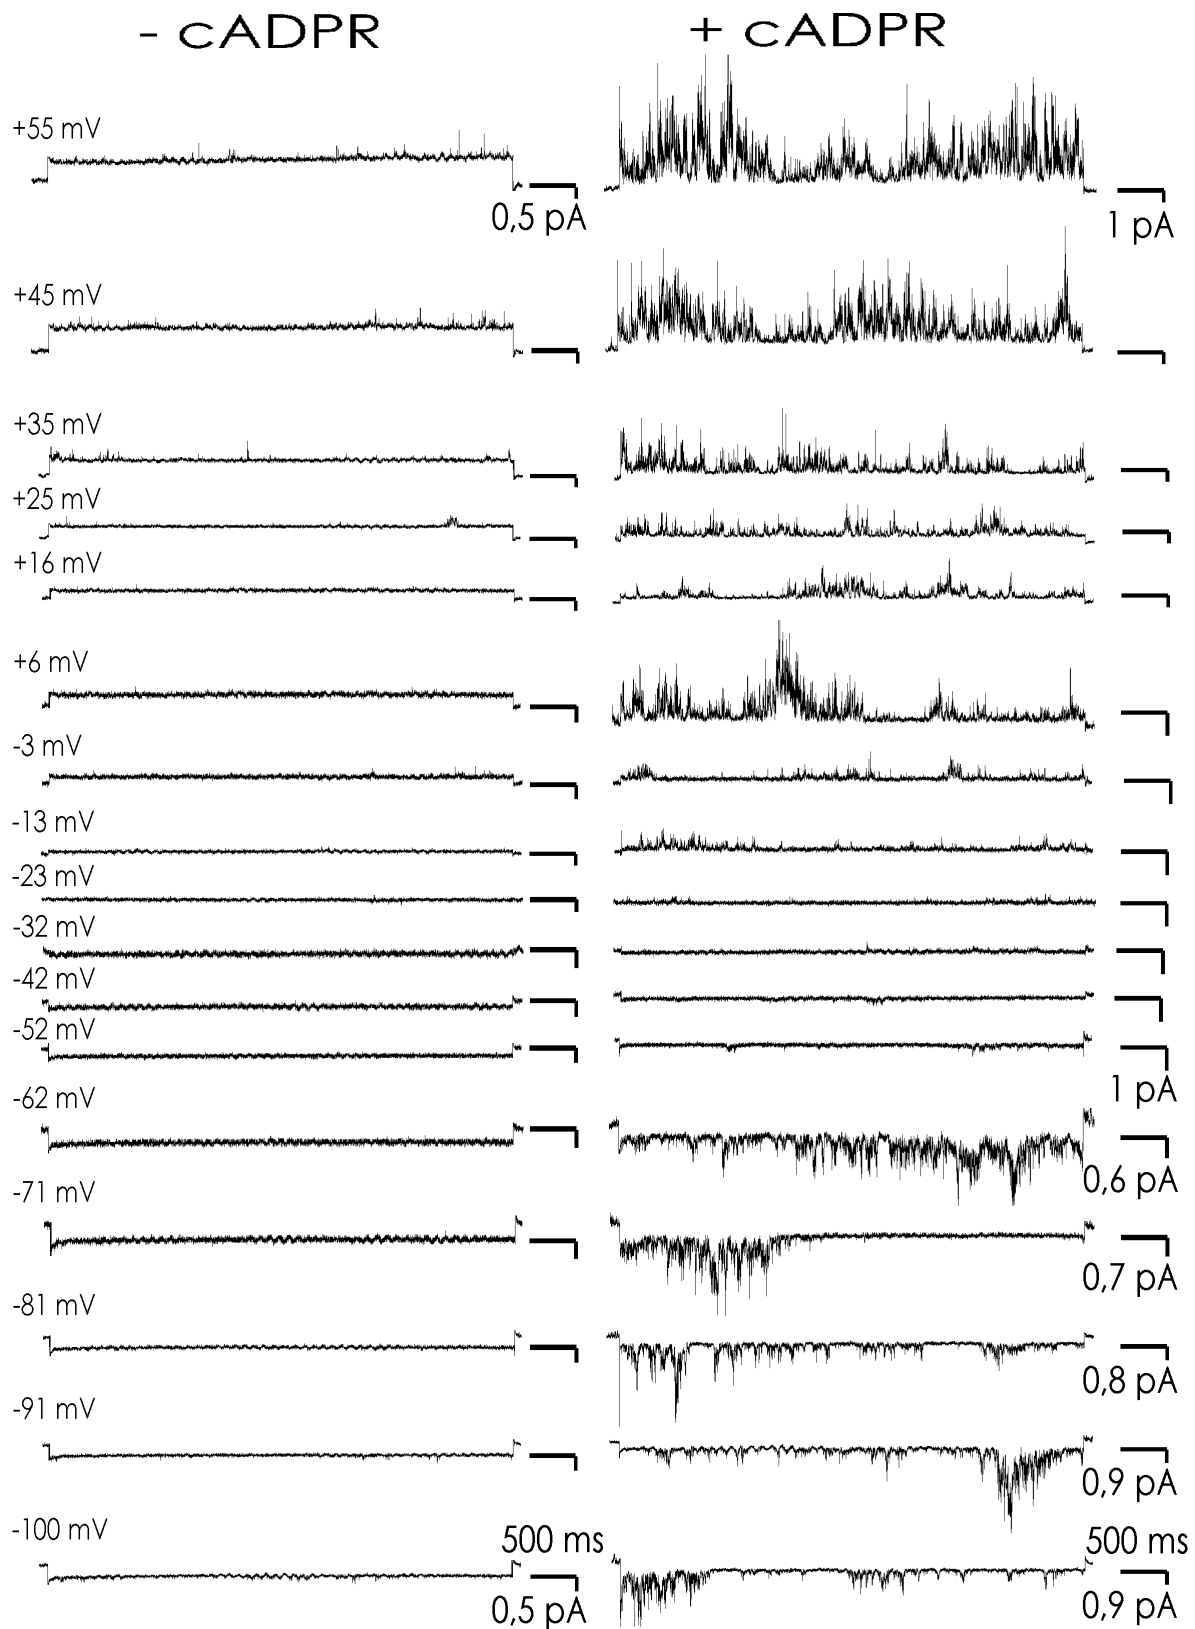 - cADPR
+ cADPR
+55 mV
0,5 pA
1 pA
+45 mV
+35 mV
+25 mV
+16 mV
+6 mV
-3 mV
-13 mV
-23 mV
-32 mV
-42 mV
-52 mV
1 pA
-62 mV
0,6 pA
-71 mV
0,7 pA
-81 mV
0,8 pA
-91 mV
0,9 pA
-100 mV
500 ms
500 ms
0,5 pA
0,9 pA